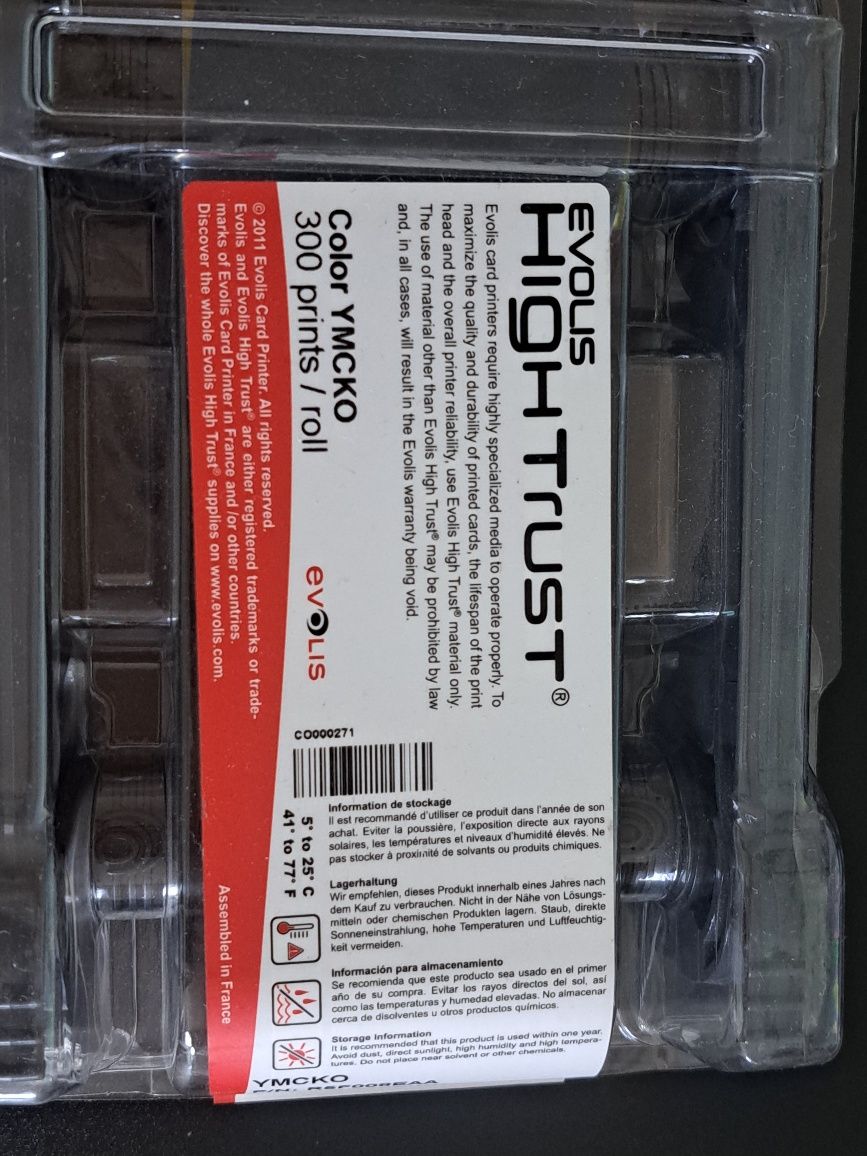 EVOLIS
HIGH TRUST®
Evolis card printers require highly specialized media to operate properly. To
maximize the quality and durability of printed cards, the lifespan of the print
head and the overall printer reliability, use Evolis High Trust® material only.
The use of material other than Evolis High Trust® may be prohibited by law
and, in all cases, will result in the Evolis warranty being void.
Color YMCKO
300 prints / roll
evOLIS
© 2011 Evolis Card Printer. All rights reserved.
Evolis and Evolis High Trust® are either registered trademarks or trade-
marks of Evolis Card Printer in France and /or other countries.
Discover the whole Evolis High Trust® supplies on www.evolis.com.
CO000271
5° to 25° C
41° to 77° F
Information de stockage
Il est recommandé d'utiliser ce produit dans l'année de son
achat. Eviter la poussière, l'exposition directe aux rayons
solaires, les températures et niveaux d'humidité élevés. Ne
pas stocker à proximité de solvants ou produits chimiques.
Lagerhaltung
Wir empfehlen, dieses Produkt innerhalb eines Jahres nach
dem Kauf zu verbrauchen. Nicht in der Nähe von Lösungs-
mitteln oder chemischen Produkten lagern. Staub, direkte
Sonneneinstrahlung, hohe Temperaturen und Luftfeuchtig-
keit vermeiden.
Información para almacenamiento
Se recomienda que este producto sea usado en el primer
año de su compra. Evitar los rayos directos del sol, así
como las temperaturas y humedad elevadas. No almacenar
cerca de disolventes u otros productos químicos.
Storage Information
It is recommended that this product is used within one year.
Avoid dust, direct sunlight, high humidity and high tempera-
tures. Do not place near solvent or other chemicals.
Assembled in France
YMCKO